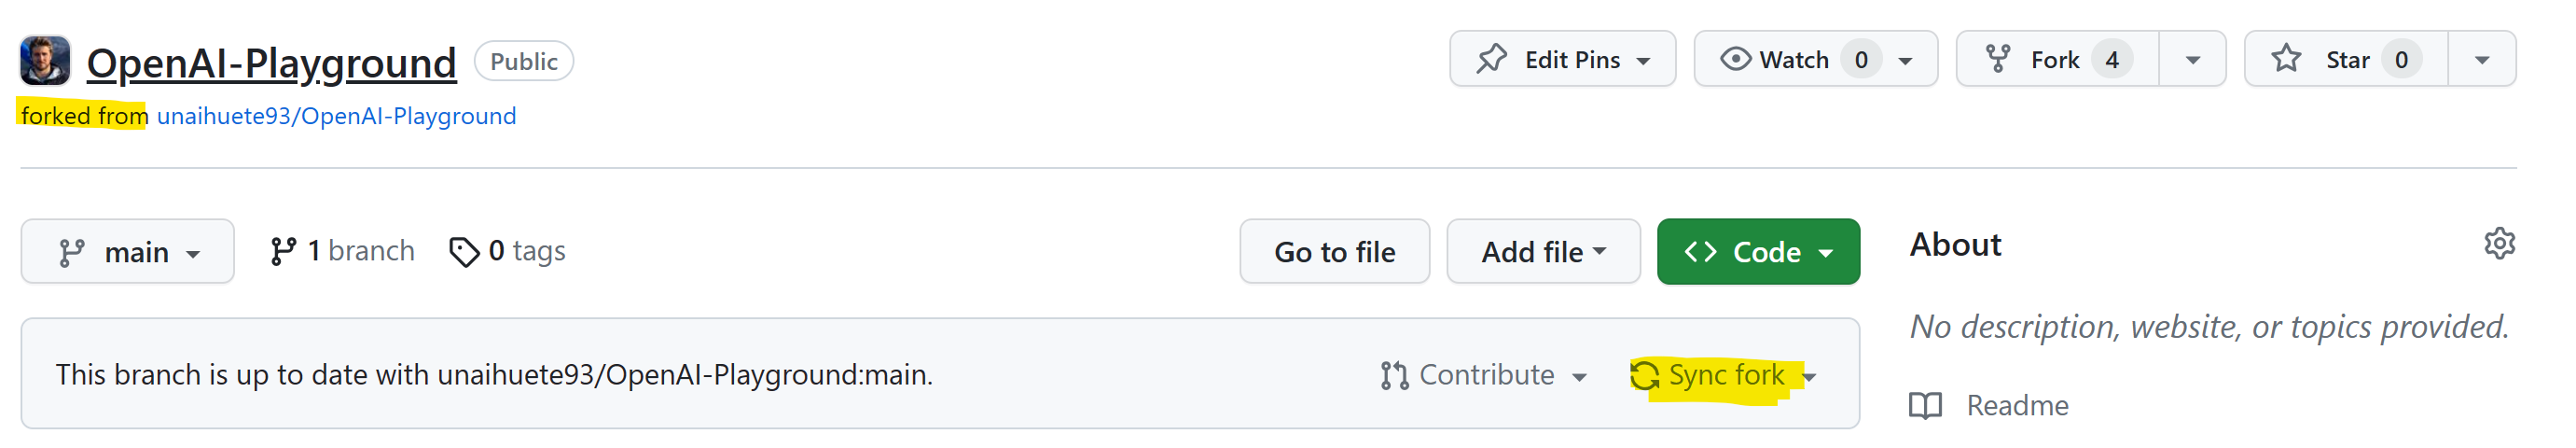 OpenAI-Playground Public Edit Pins Watch 0 Fork 4 Star 0
forked from unaihuete93/OpenAI-Playground
main 1 branch 0 tags Go to file Add file Code
About
No description, website, or topics provided.
This branch is up to date with unaihuete93/OpenAI-Playground:main. Contribute Sync fork
Readme